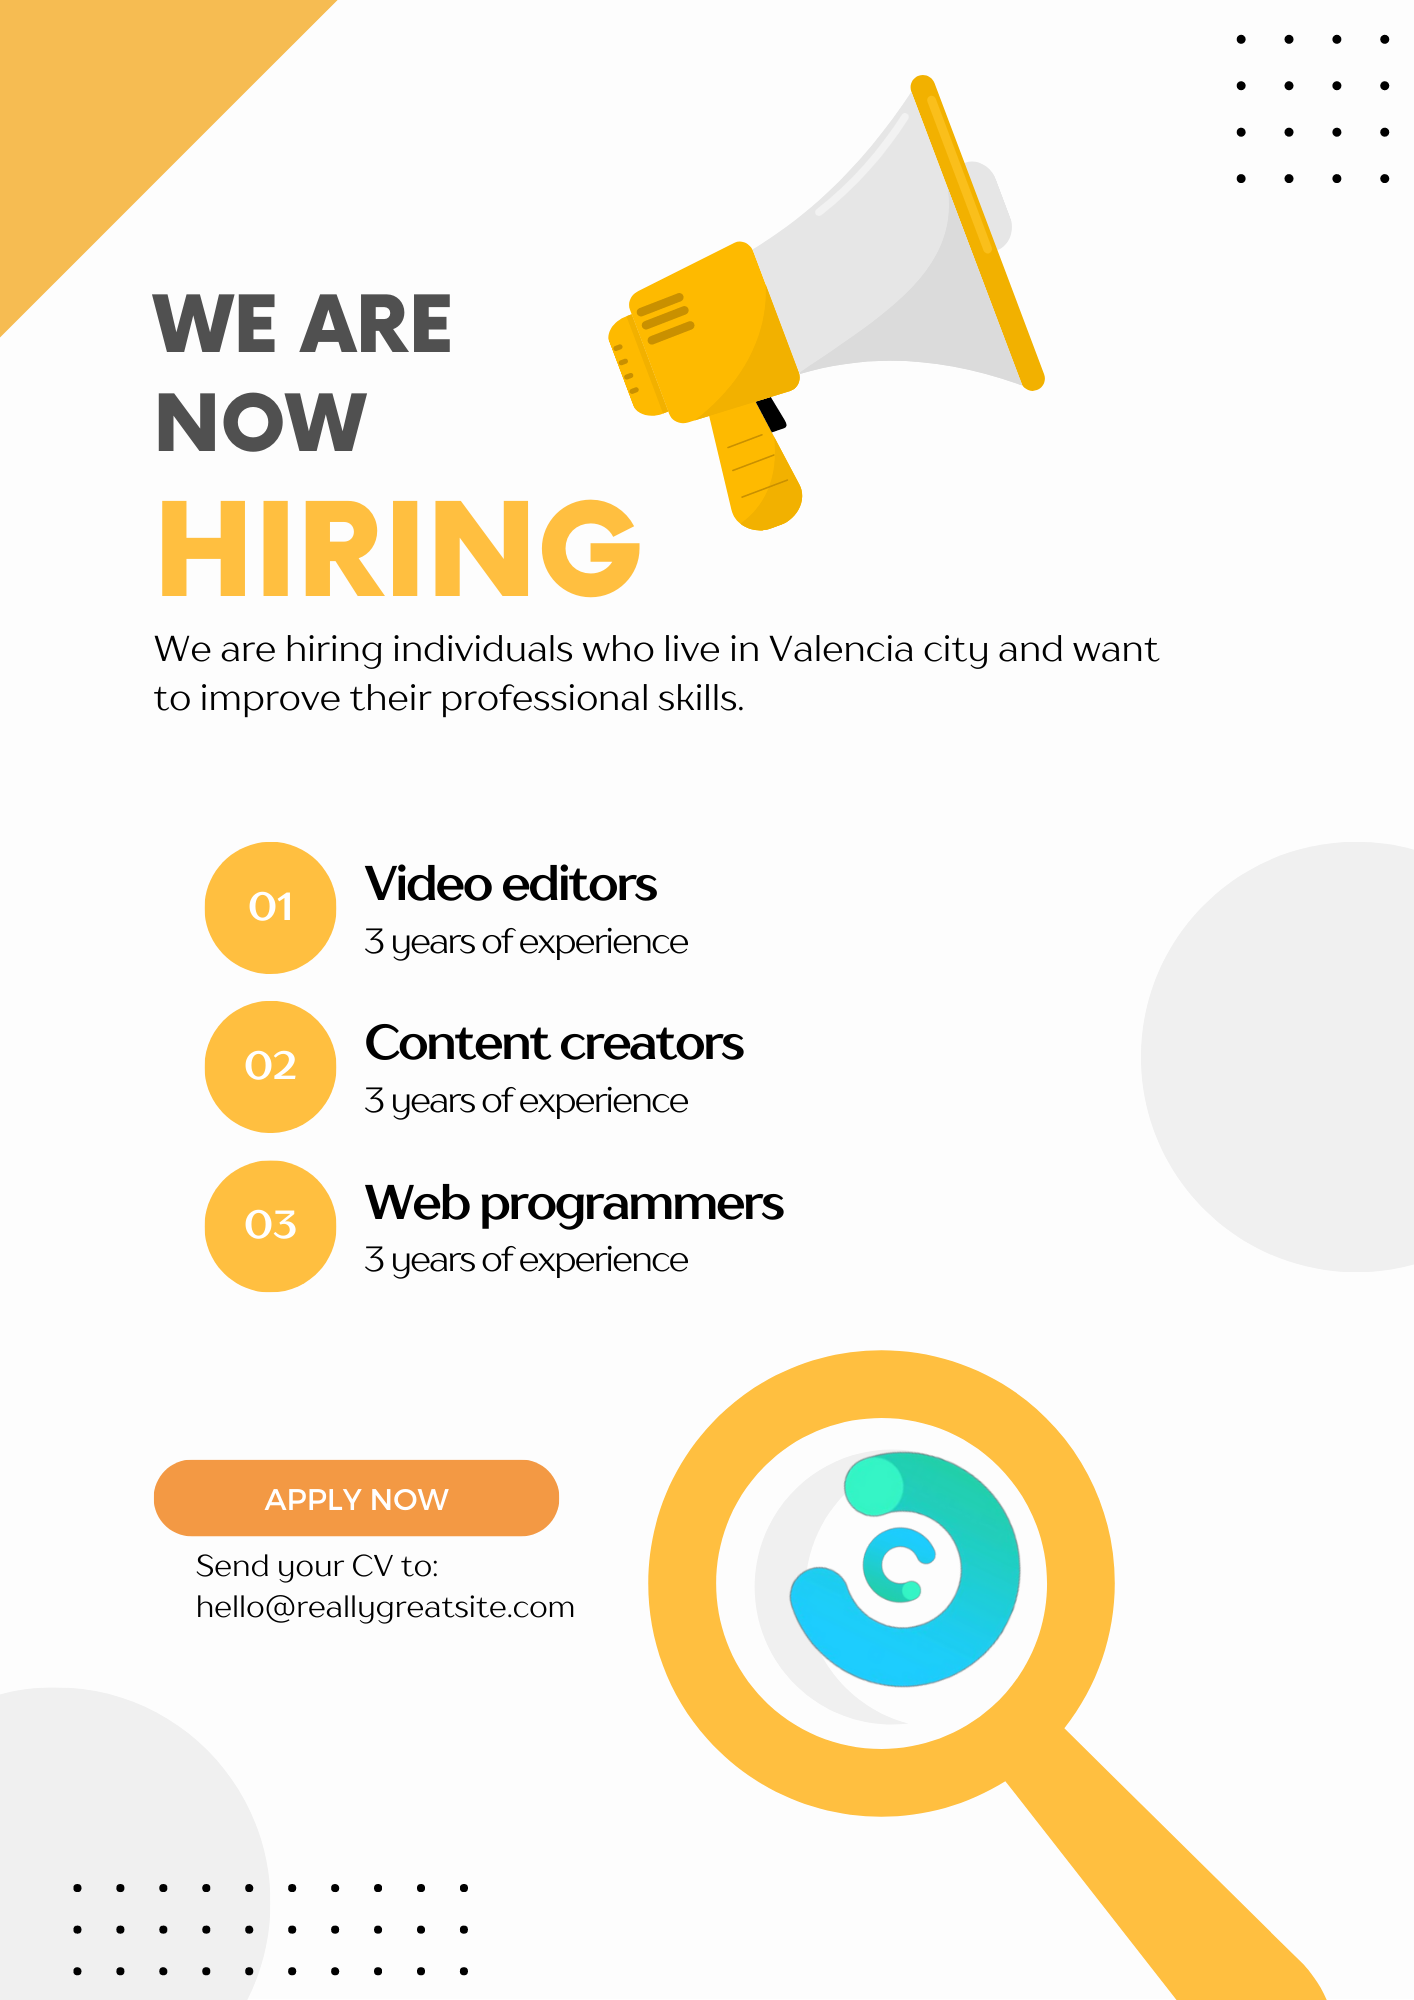 WE ARE
NOW
HIRING
We are hiring individuals who live in Valencia city and want
to improve their professional skills.
01
Video editors
3 years of experience
02
Content creators
3 years of experience
03
Web programmers
3 years of experience
APPLY NOW
Send your CV to:
hello@reallygreatsite.com